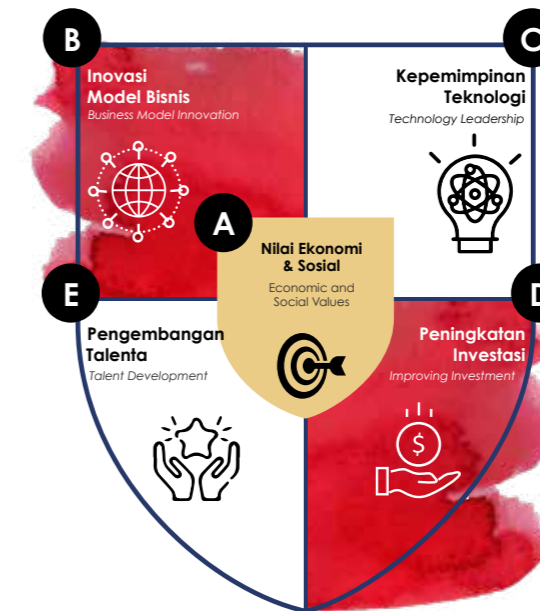 B
Inovasi
Model Bisnis
Business Model Innovation
C
Kepemimpinan
Teknologi
Technology Leadership
A
Nilai Ekonomi
& Sosial
Economic and
Social Values
E
Pengembangan
Talenta
Talent Development
D
Peningkatan
Investasi
Improving Investment
$